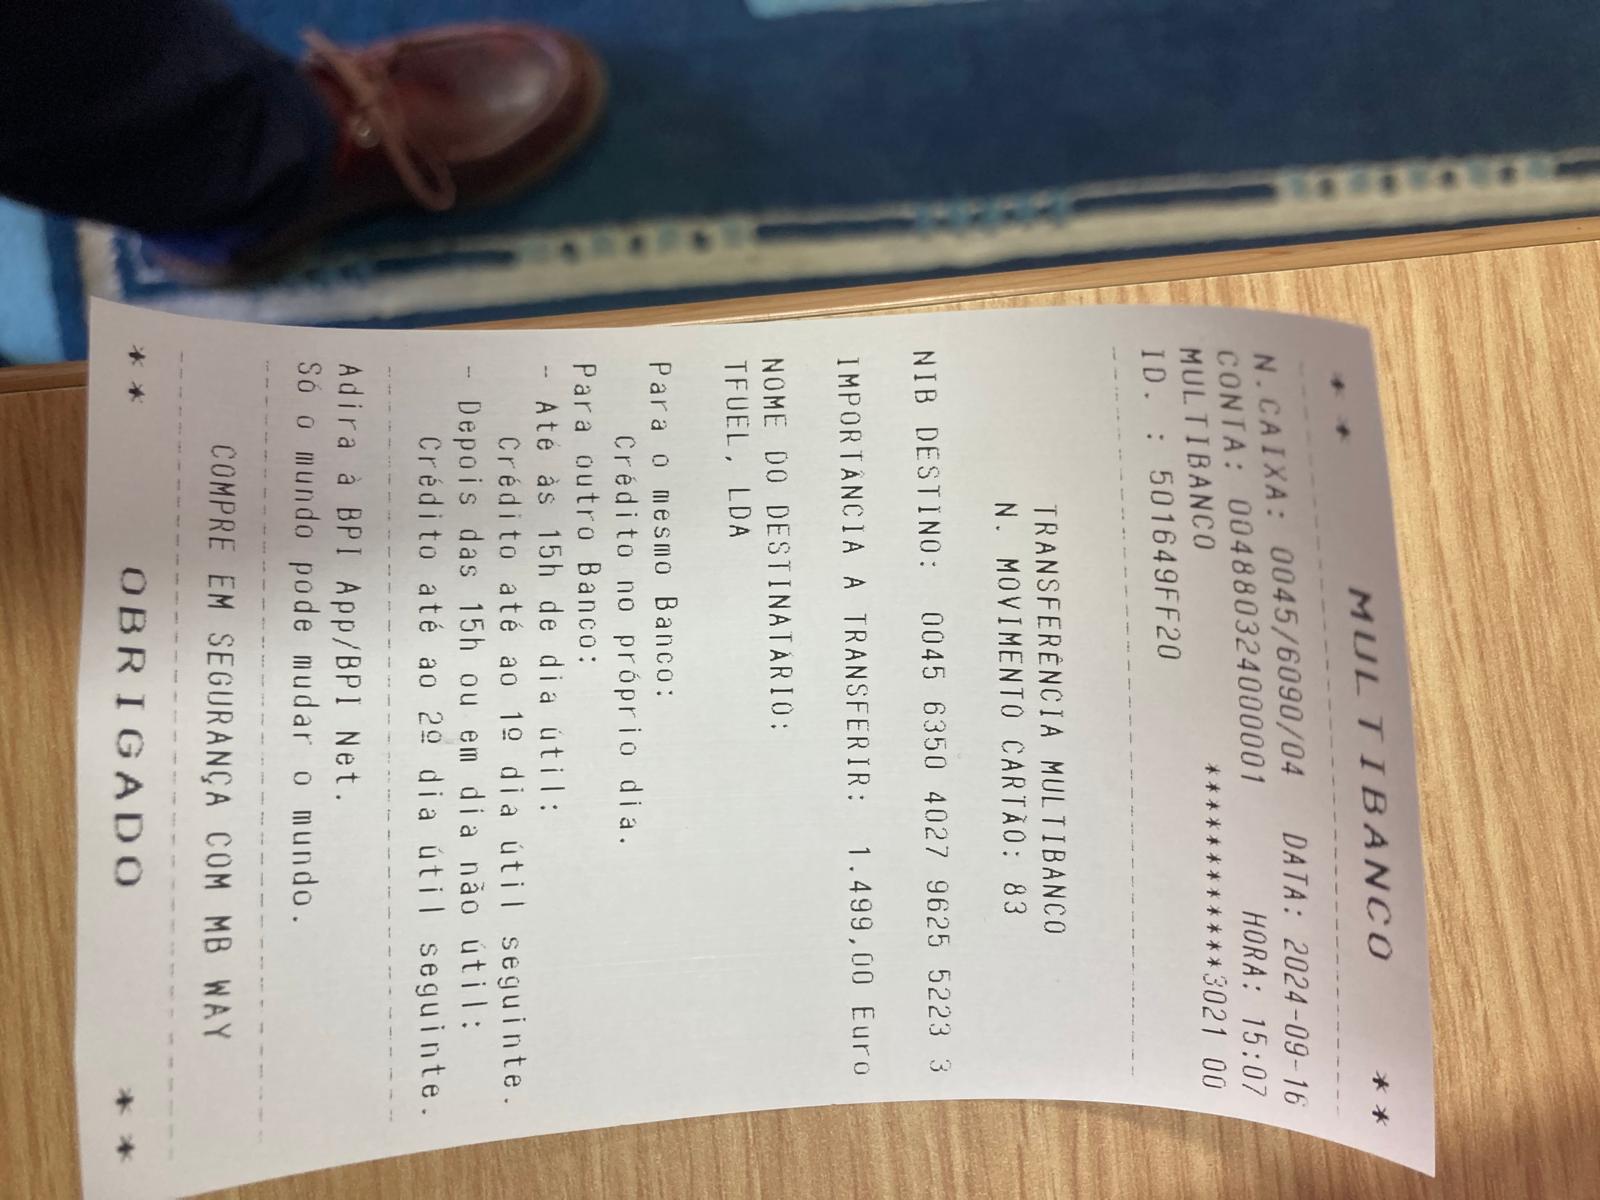 ** MULTIBANCO **
N.CAIXA: 0045/6090/04 DATA: 2024-09-16
CONTA: 0048803240000001 HORA: 15:07
MULTIBANCO ************3021 00
ID. : 501649FF20
TRANSFERÊNCIA MULTIBANCO
N. MOVIMENTO CARTÃO: 83
NIB DESTINO: 0045 6350 4027 9625 5223 3
IMPORTÂNCIA A TRANSFERIR: 1.499,00 Euro
NOME DO DESTINATÁRIO:
TFUEL, LDA
Para o mesmo Banco:
Crédito no próprio dia.
Para outro Banco:
- Até às 15h de dia útil:
Crédito até ao 1º dia útil seguinte.
- Depois das 15h ou em dia não útil:
Crédito até ao 2º dia útil seguinte.
Adira à BPI App/BPI Net.
Só o mundo pode mudar o mundo.
COMPRE EM SEGURANÇA COM MB WAY
** OBRIGADO **